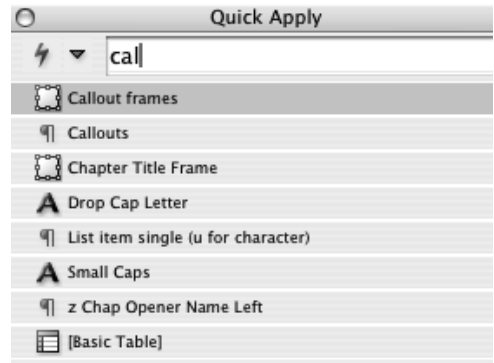 Quick Apply
cal
Callout frames
Callouts
Chapter Title Frame
Drop Cap Letter
List item single (u for character)
Small Caps
z Chap Opener Name Left
[Basic Table]